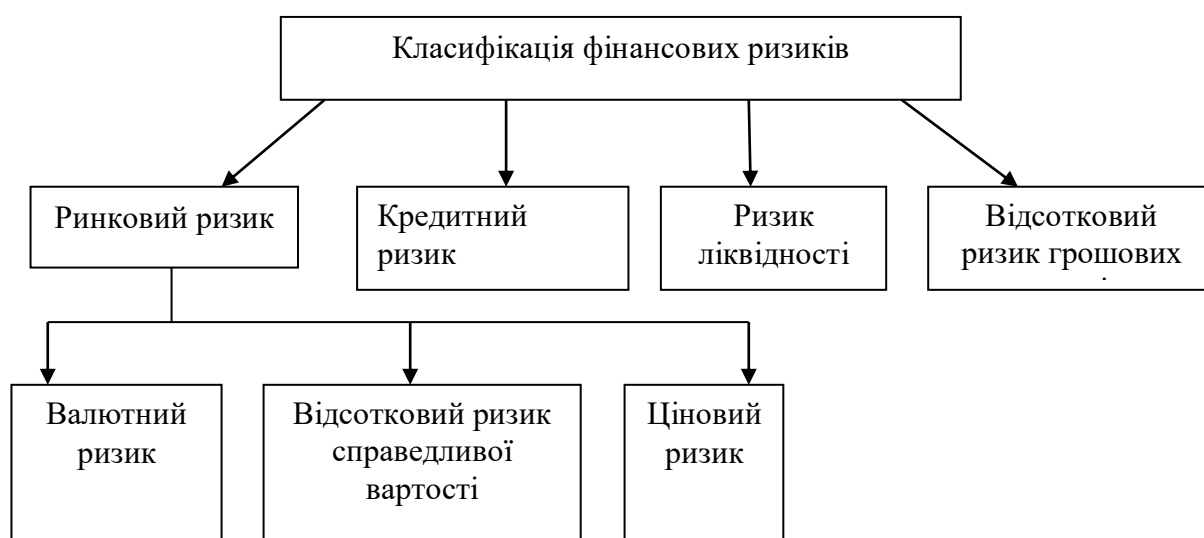 Класифікація фінансових ризиків
Ринковий ризик
Кредитний
ризик
Ризик
ліквідності
Відсотковий
ризик грошових
Валютний
ризик
Відсотковий ризик
справедливої
вартості
Ціновий
ризик